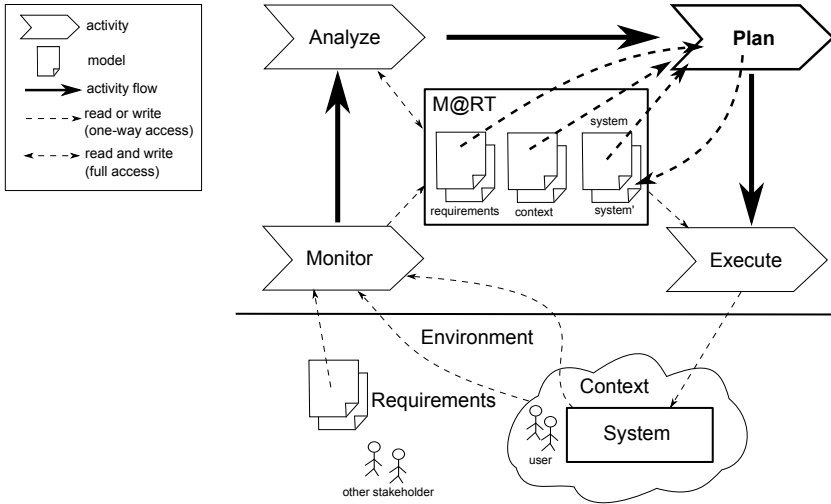 activity
model
activity flow
read or write
(one-way access)
read and write
(full access)
Analyze
Plan
M@RT
system
requirements
context
system'
Monitor
Execute
Environment
Requirements
Context
System
user
other stakeholder